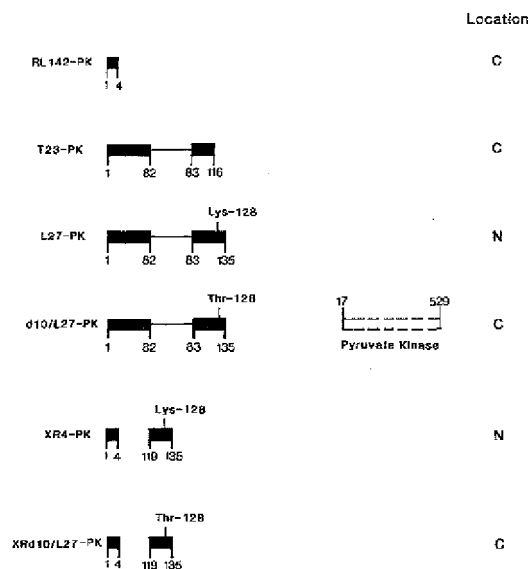 Location
RL142-PK
C
1 4
T23-PK
C
1 82 83 116
Lys-128
L27-PK
N
1 82 83 135
Thr-128
17 529
d10/L27-PK
C
1 82 83 135
Pyruvate Kinase
Lys-128
XR4-PK
N
1 4 119 135
Thr-128
XRd10/L27-PK
C
1 4 119 135